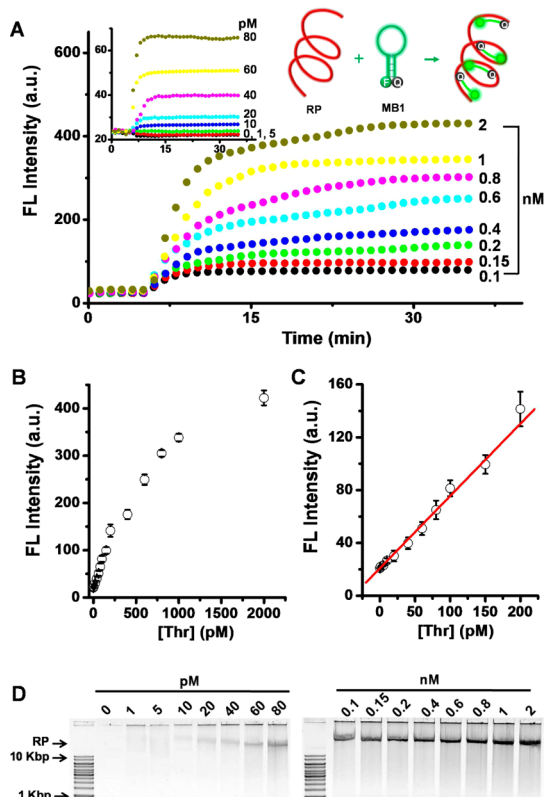 A
FL Intensity (a.u.)
600
400
200
0
0
15
30
Time (min)
pM
60
40
20
0
15
30
80
60
40
20
10
0, 1, 5
RP
+
F
Q
MB1
Q
Q
Q
Q
2
1
0.8
0.6
0.4
0.2
0.15
0.1
nM
B
FL Intensity (a.u.)
400
300
200
100
0
0
500
1000
1500
2000
[Thr] (pM)
C
FL Intensity (a.u.)
160
120
80
40
0
0
25
50
75
100
125
150
175
200
[Thr] (pM)
D
pM
0 1 5 10 20 40 60 80
nM
0.1 0.15 0.2 0.4 0.6 0.8 1 2
RP
10 Kbp
1 Kbp